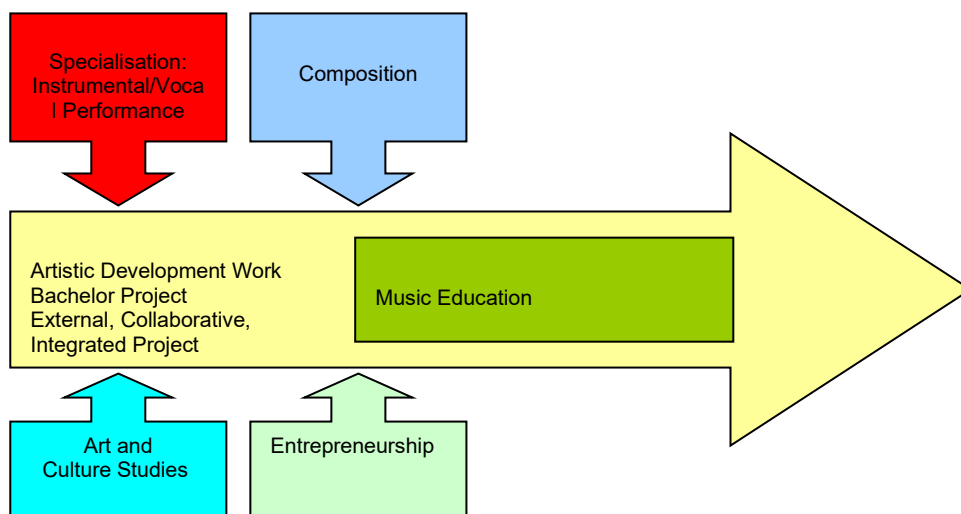 Specialisation:
Instrumental/Voca
l Performance
Composition
Artistic Development Work
Bachelor Project
External, Collaborative,
Integrated Project
Music Education
Art and
Culture Studies
Entrepreneurship